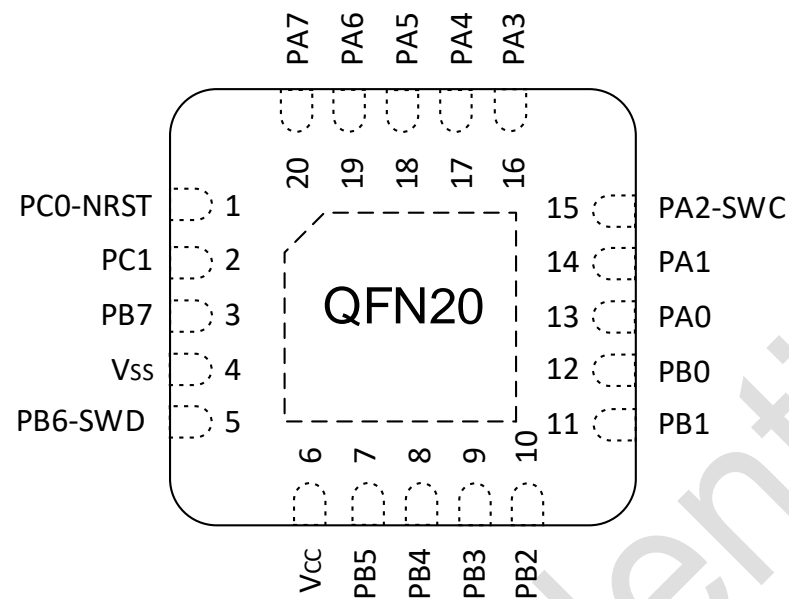 PA7 PA6 PA5 PA4 PA3
20 19 18 17 16
PC0-NRST 1 15 PA2-SWC
PC1 2 14 PA1
PB7 3 QFN20 13 PA0
Vss 4 12 PB0
PB6-SWD 5 11 PB1
6 7 8 9 10
Vcc PB5 PB4 PB3 PB2